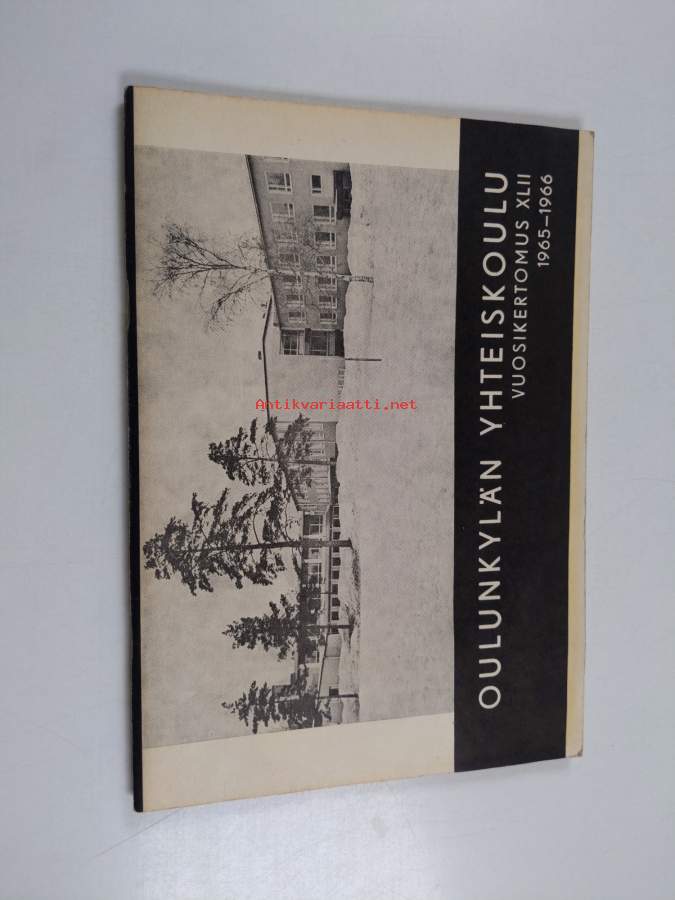 OULUNKYLÄN YHTEISKOULU
VUOSIKERTOMUS XLII
1965–1966
Antikvariaatti.net